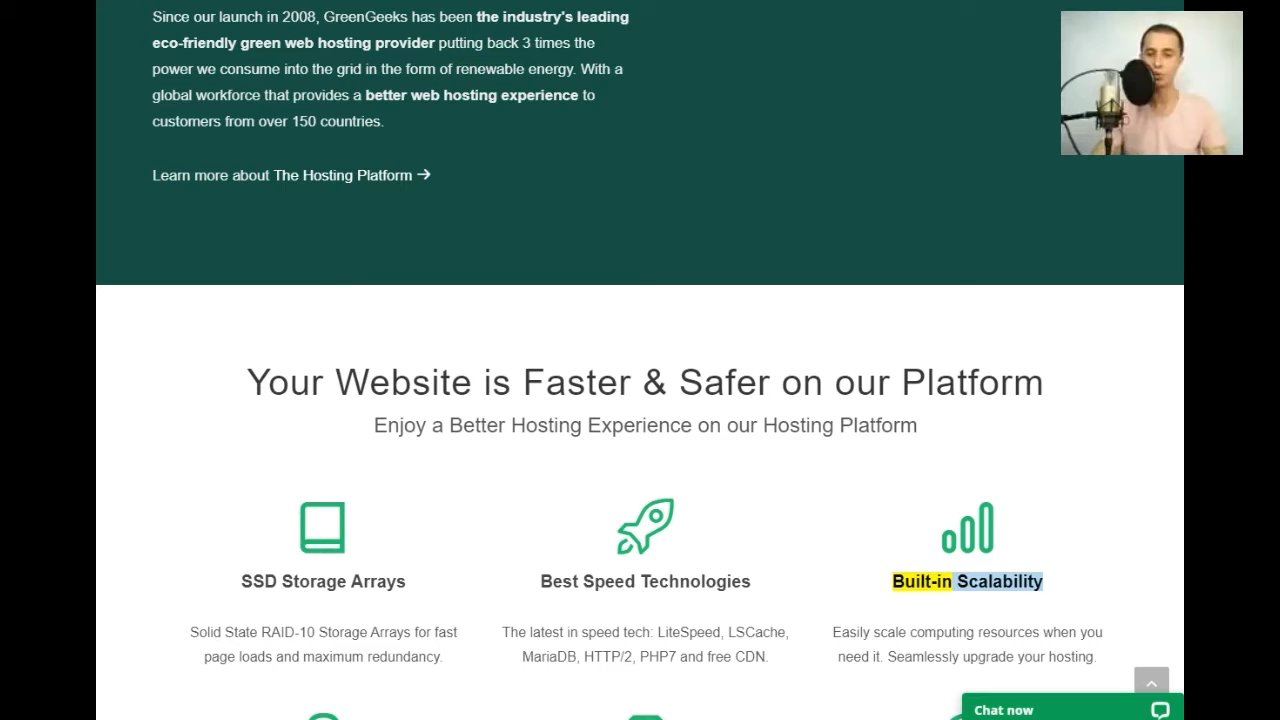 Since our launch in 2008, GreenGeeks has been the industry's leading
eco-friendly green web hosting provider putting back 3 times the
power we consume into the grid in the form of renewable energy. With a
global workforce that provides a better web hosting experience to
customers from over 150 countries.
Learn more about The Hosting Platform →
Your Website is Faster & Safer on our Platform
Enjoy a Better Hosting Experience on our Hosting Platform
SSD Storage Arrays
Solid State RAID-10 Storage Arrays for fast
page loads and maximum redundancy.
Best Speed Technologies
The latest in speed tech: LiteSpeed, LSCache,
MariaDB, HTTP/2, PHP7 and free CDN.
Built-in Scalability
Easily scale computing resources when you
need it. Seamlessly upgrade your hosting.
Chat now